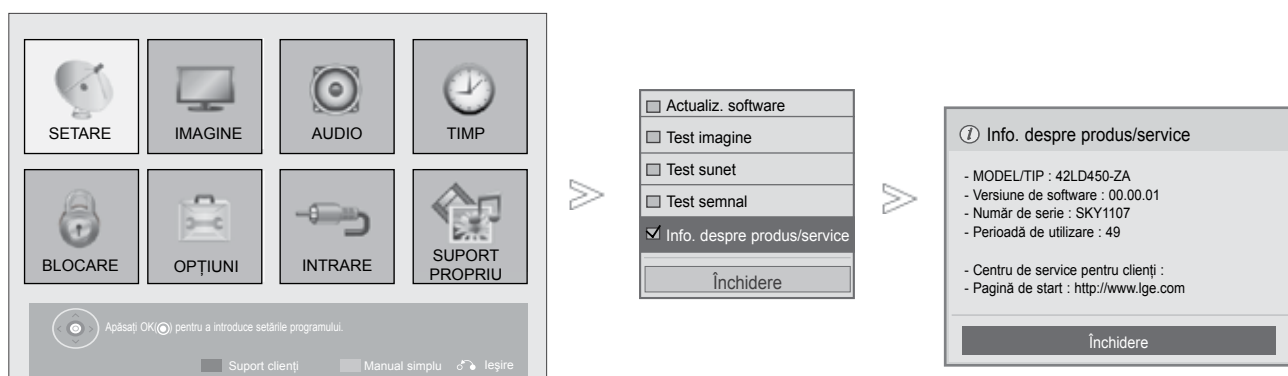 SETARE
IMAGINE
AUDIO
TIMP
BLOCARE
OPȚIUNI
INTRARE
SUPORT
PROPRIU
Apăsați OK( ) pentru a introduce setările programului.
Suport clienți Manual simplu Ieșire
Actualiz. software
Test imagine
Test sunet
Test semnal
Info. despre produs/service
Închidere
Info. despre produs/service
- MODEL/TIP : 42LD450-ZA
- Versiune de software : 00.00.01
- Număr de serie : SKY1107
- Perioadă de utilizare : 49
- Centru de service pentru clienți :
- Pagină de start : http://www.lge.com
Închidere